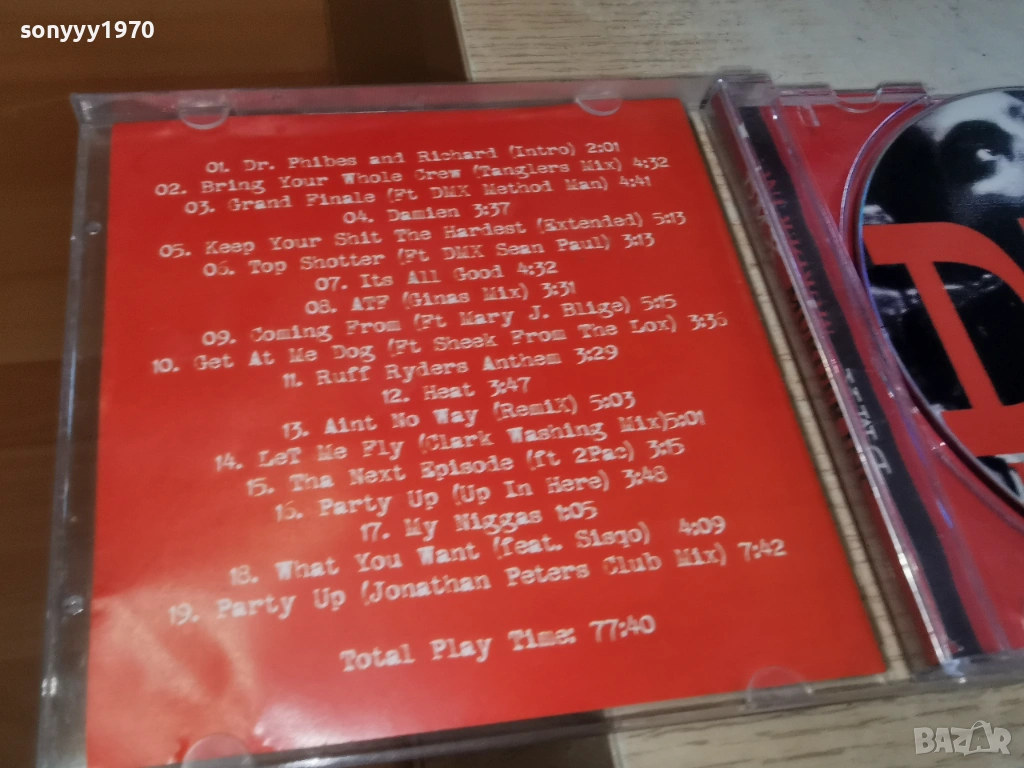 sonyyy1970
01. Dr. Phibes and Richard (Intro) 2:01
02. Bring Your Whole Crew (Tanglers Mix) 4:32
03. Grand Finale (Ft DMX Method Man) 4:41
04. Damien 3:37
05. Keep Your Shit The Hardest (Extended) 5:13
06. Top Shotter (Ft DMX Sean Paul) 3:13
07. Its All Good 4:32
08. ATF (Ginas Mix) 3:31
09. Coming From (Ft Mary J. Blige) 5:15
10. Get At Me Dog (Ft Sheek From The Lox) 3:36
11. Ruff Ryders Anthem 3:29
12. Heat 3:47
13. Aint No Way (RemiX) 5:03
14. LeT Me Fly (Clark Washing Mix)5:01
15. Tha Next Episode (ft 2Pac) 3:15
16. Party Up (Up In Here) 3:48
17. My Niggas 1:05
18. What You Want (feat. Sisqo) 4:09
19. Party Up (Jonathan Peters Club Mix) 7:42
Total Play Time: 77:40
D
BAZAR